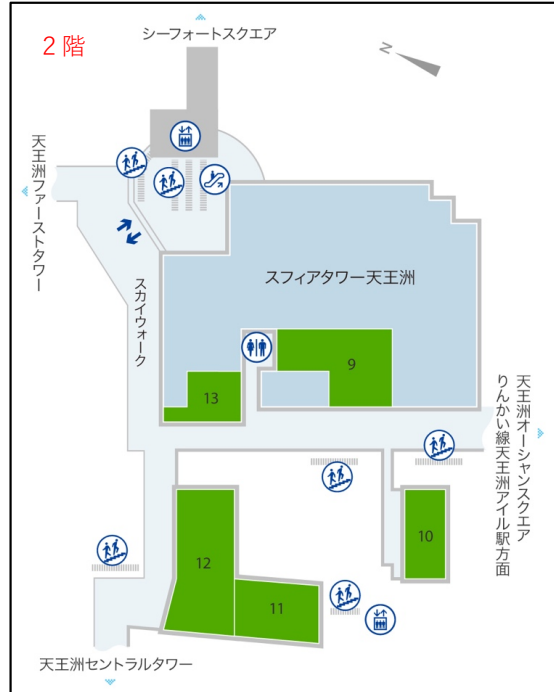 2階
シーフォートスクエア
N
天王洲ファーストタワー
スカイウォーク
スフィアタワー天王洲
9
13
天王洲オーシャンスクエア
りんかい線天王洲アイル駅方面
10
12
11
天王洲セントラルタワー